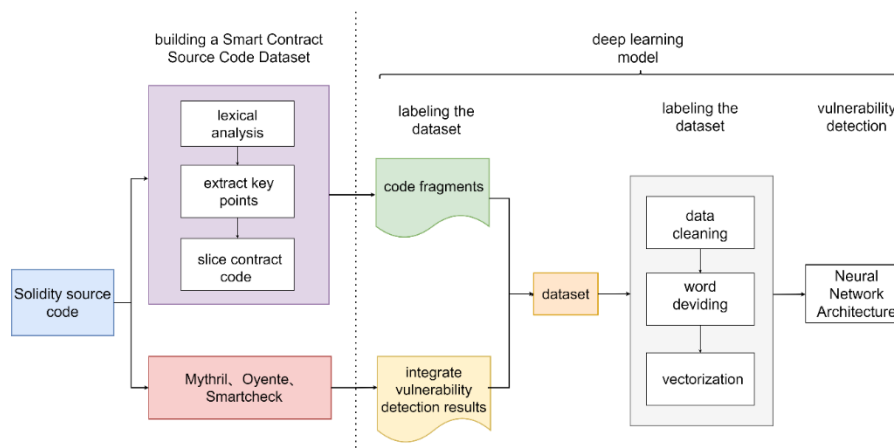 building a Smart Contract
Source Code Dataset
deep learning
model
labeling the
dataset
labeling the
dataset
vulnerability
detection
lexical
analysis
extract key
points
slice contract
code
code fragments
data
cleaning
word
deviding
vectorization
Solidity source
code
dataset
Neural
Network
Architecture
Mythril、Oyente、
Smartcheck
integrate
vulnerability
detection results